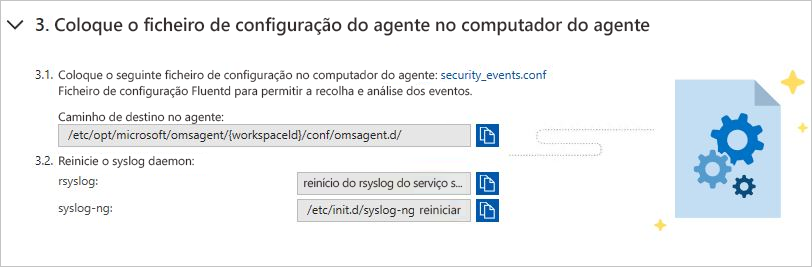 3. Coloque o ficheiro de configuração do agente no computador do agente
3.1. Coloque o seguinte ficheiro de configuração no computador do agente: security_events.conf
Ficheiro de configuração Fluentd para permitir a recolha e análise dos eventos.
Caminho de destino no agente:
/etc/opt/microsoft/omsagent/{workspaceId}/conf/omsagent.d/
3.2. Reinicie o syslog daemon:
rsyslog: reinício do rsyslog do serviço s...
syslog-ng: /etc/init.d/syslog-ng reiniciar